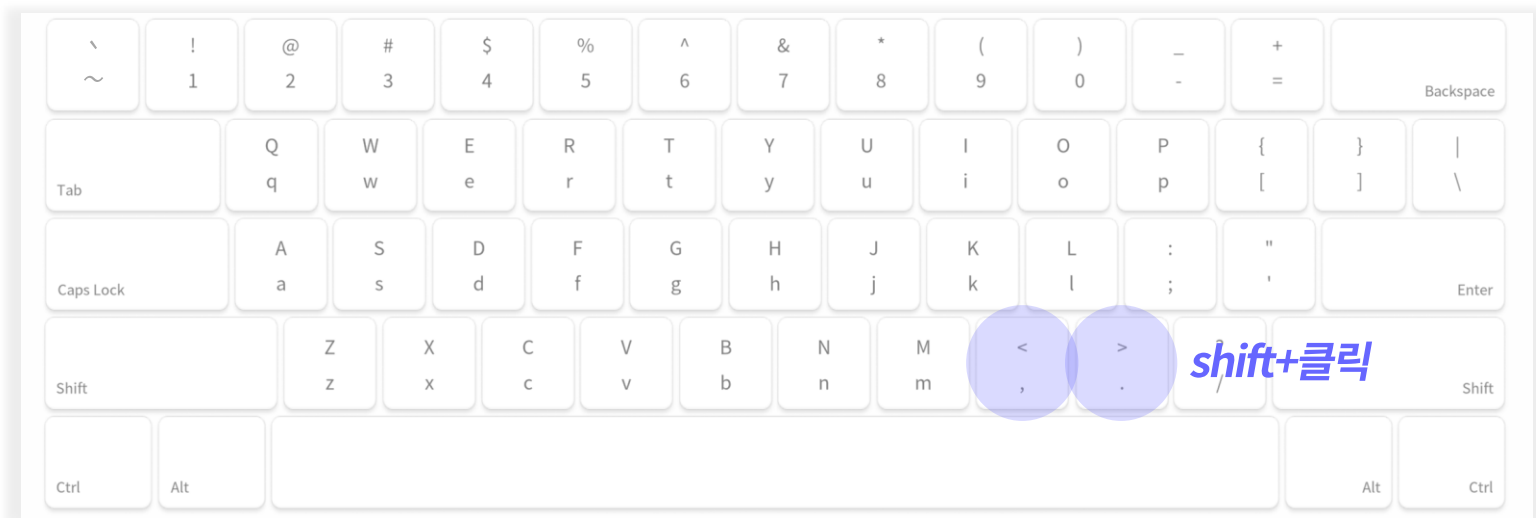 、 ! @ # $ % ^ & * ( ) _ +
～ 1 2 3 4 5 6 7 8 9 0 - = Backspace
Q W E R T Y U I O P { } |
Tab q w e r t y u i o p [ ] \
A S D F G H J K L : "
Caps Lock a s d f g h j k l ; ' Enter
Z X C V B N M < > ? shift+클릭
Shift z x c v b n m , . / Shift
Ctrl Alt Alt Ctrl